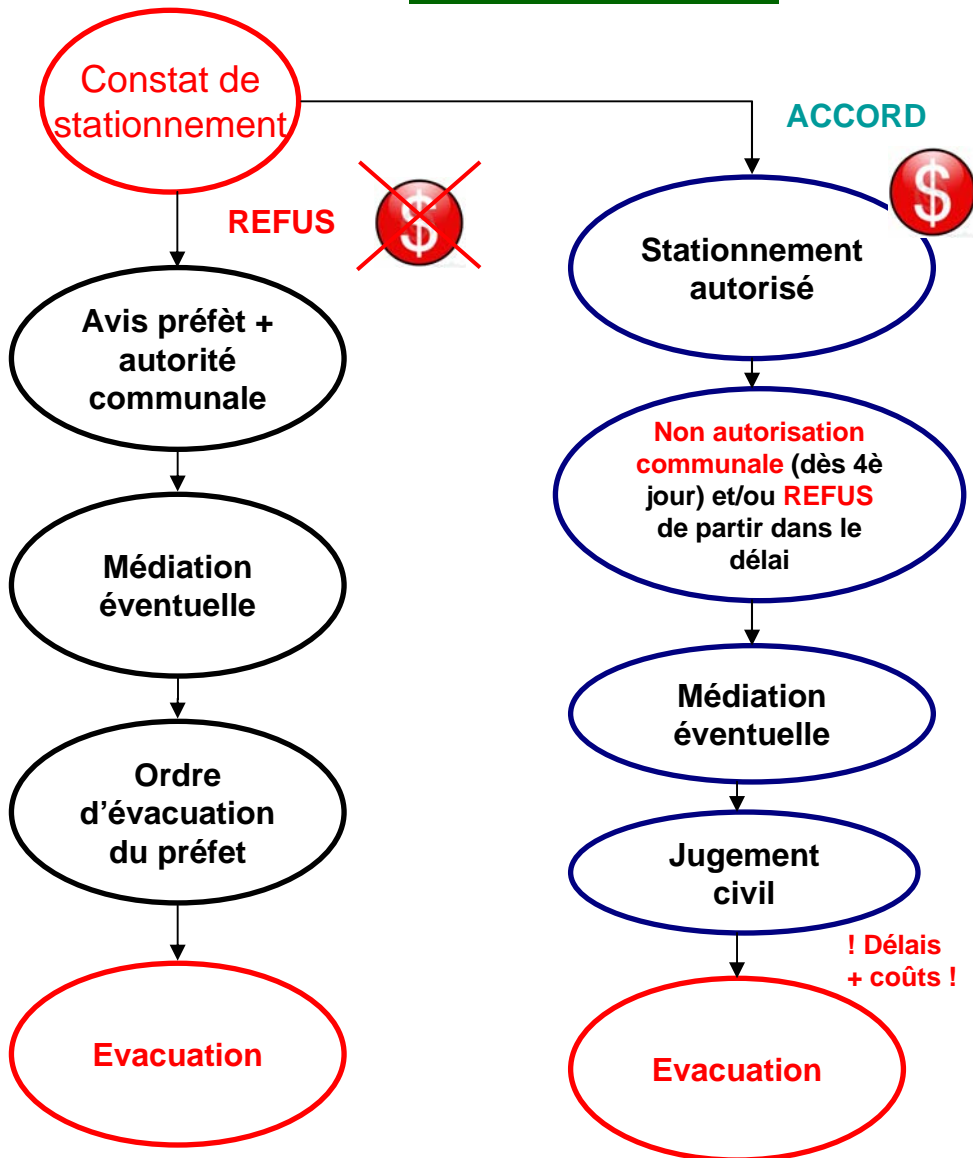 Constat de
stationnement
REFUS
$
Avis préfèt +
autorité
communale
Médiation
éventuelle
Ordre
d’évacuation
du préfet
Evacuation
ACCORD
$
Stationnement
autorisé
Non autorisation
communale (dès 4è
jour) et/ou REFUS
de partir dans le
délai
Médiation
éventuelle
Jugement
civil
! Délais
+ coûts !
Evacuation